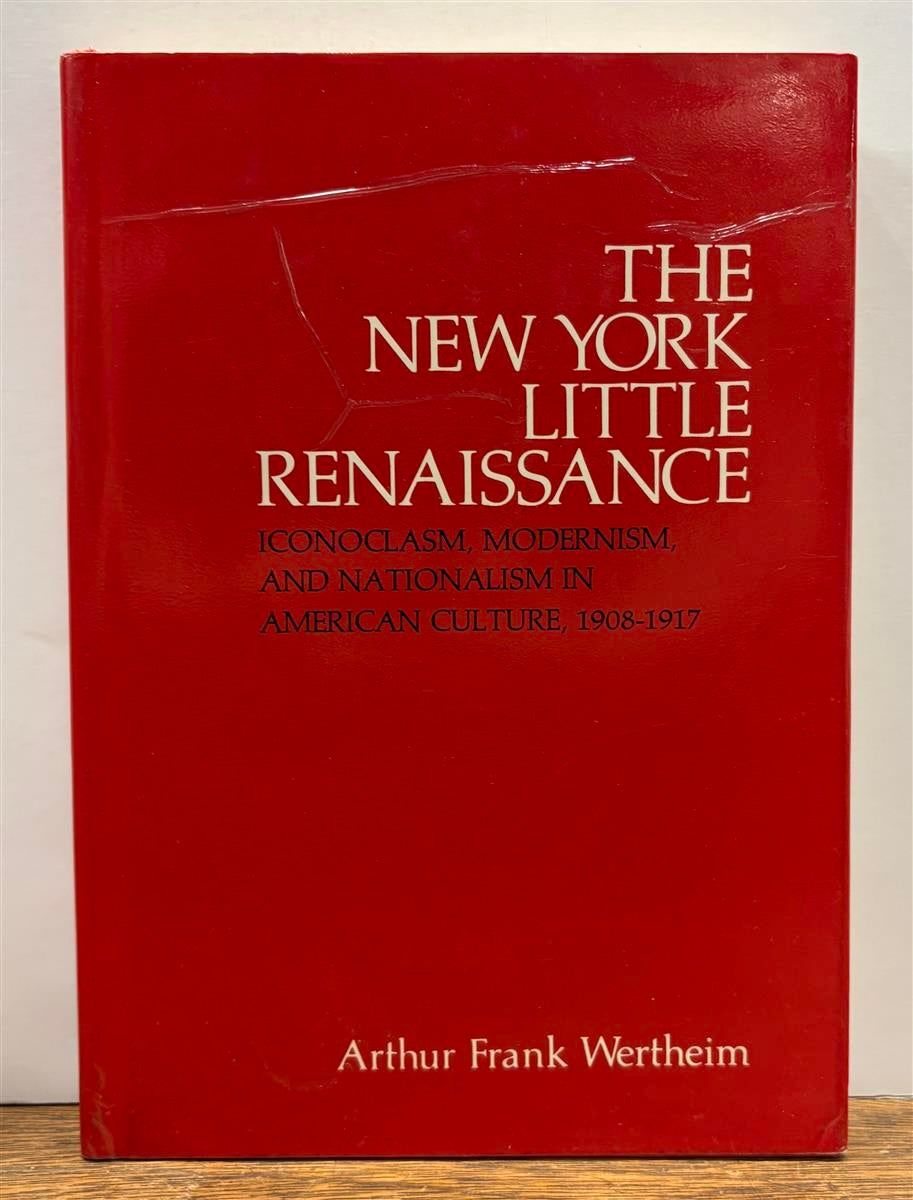 THE
NEW YORK
LITTLE
RENAISSANCE
ICONOCLASM, MODERNISM,
AND NATIONALISM IN
AMERICAN CULTURE, 1908-1917
Arthur Frank Wertheim